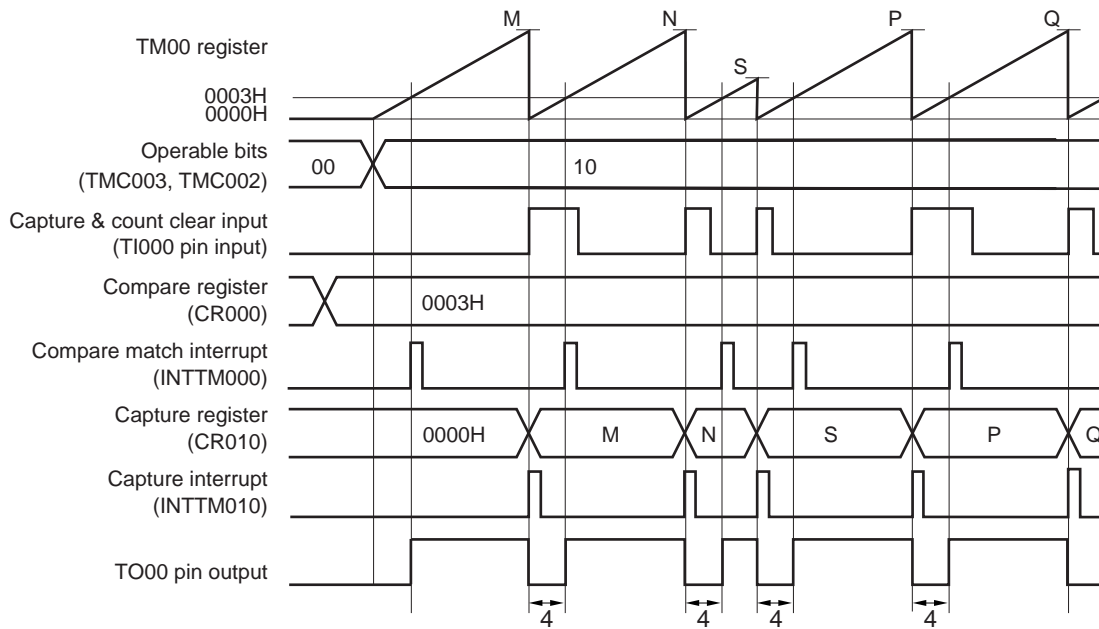 M N P Q
TM00 register
S
0003H
0000H
Operable bits
(TMC003, TMC002)
00 10
Capture & count clear input
(TI000 pin input)
Compare register
(CR000)
0003H
Compare match interrupt
(INTTM000)
Capture register
(CR010)
0000H M N S P Q
Capture interrupt
(INTTM010)
TO00 pin output
4 4 4 4